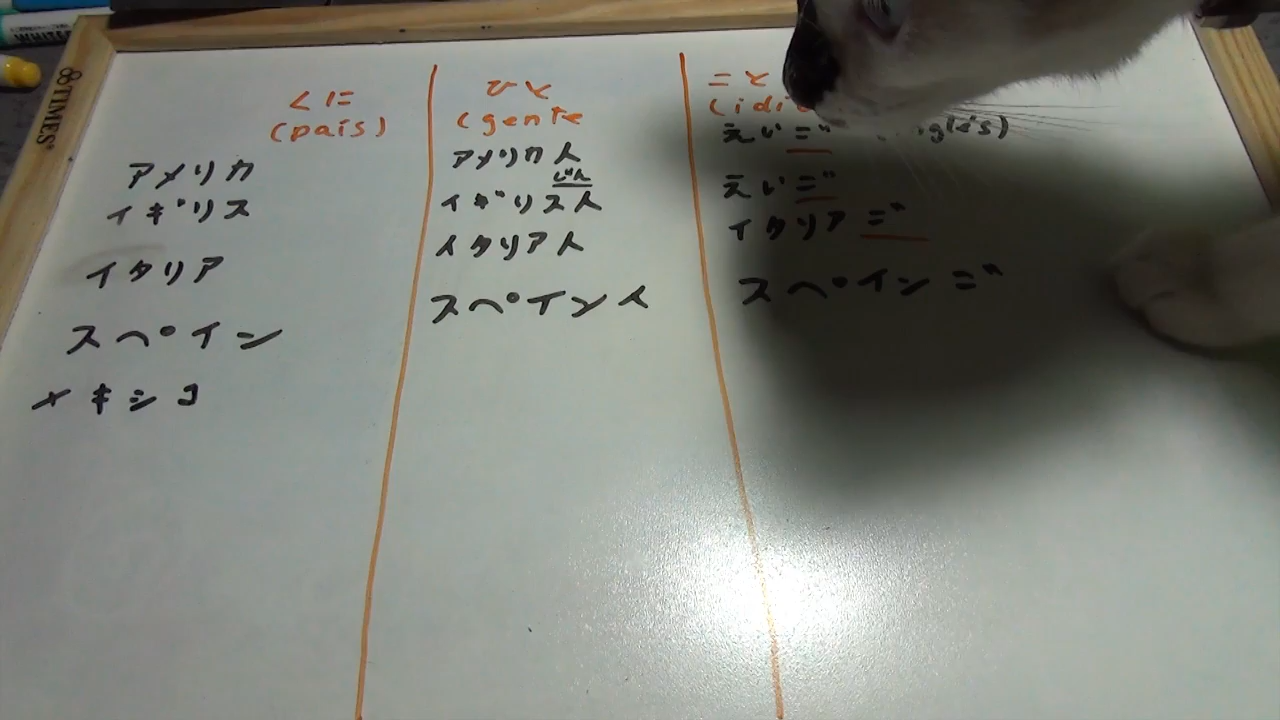 TIMES
くに
(país)
アメリカ
イギリス
イタリア
スペイン
メキシコ
ひと
(gente
アメリカ人
じん
イギリス人
イタリア人
スペイン人
こと
(idi
えいご gles)
えいご
イタリアご
スペインご